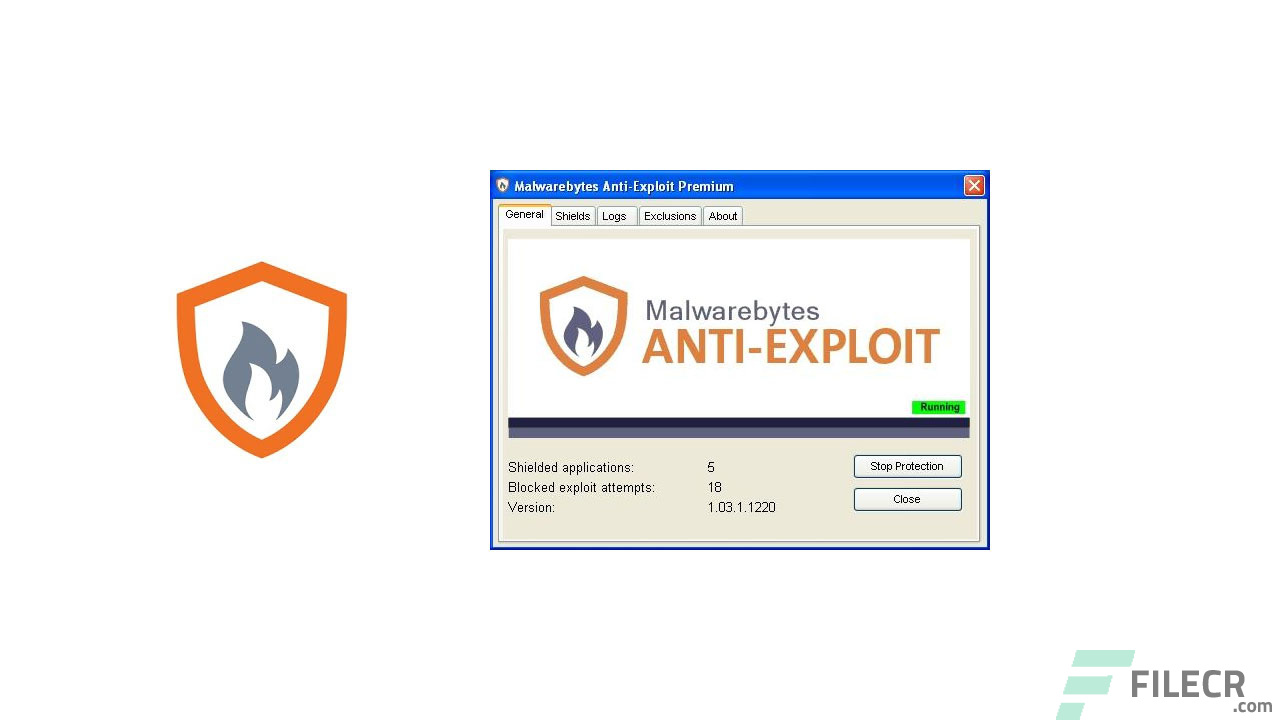 Malwarebytes Anti-Exploit Premium
General Shields Logs Exclusions About
Malwarebytes
ANTI-EXPLOIT
Running
Shielded applications: 5
Blocked exploit attempts: 18
Version: 1.03.1.1220
Stop Protection
Close
FILECR
.com